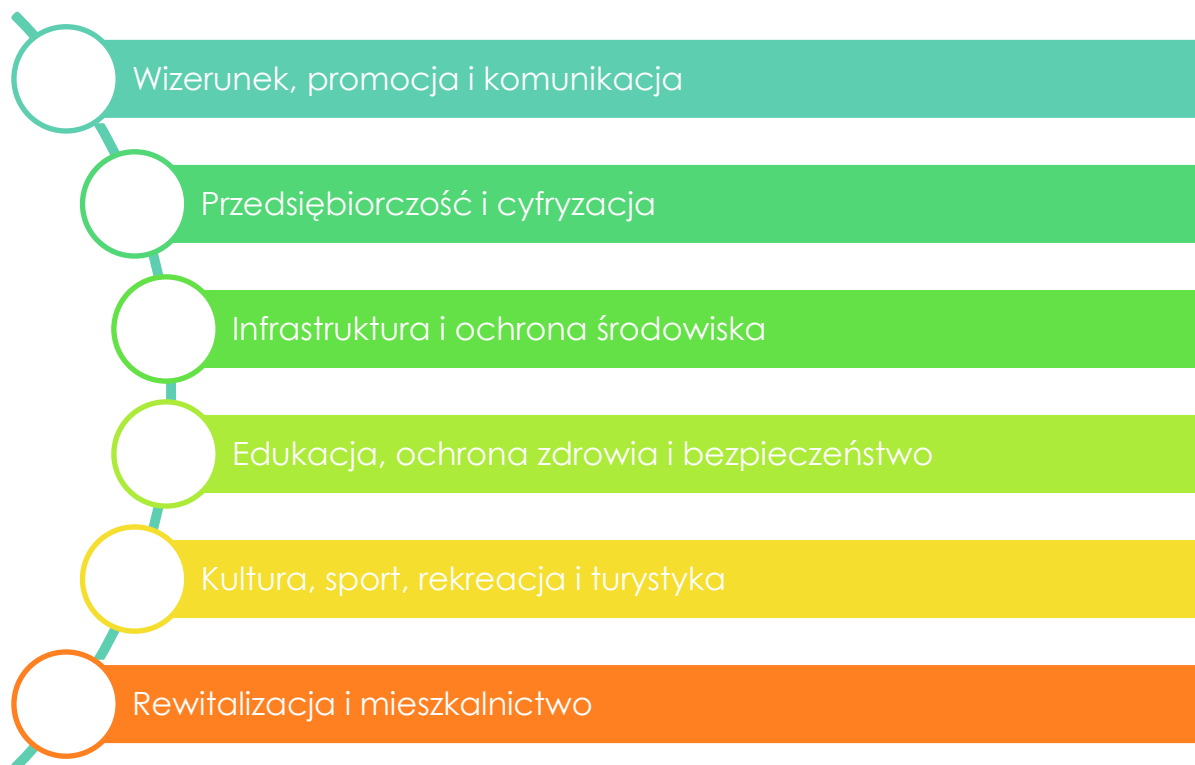 Wizerunek, promocja i komunikacja
Przedsiębiorczość i cyfryzacja
Infrastruktura i ochrona środowiska
Edukacja, ochrona zdrowia i bezpieczeństwo
Kultura, sport, rekreacja i turystyka
Rewitalizacja i mieszkalnictwo